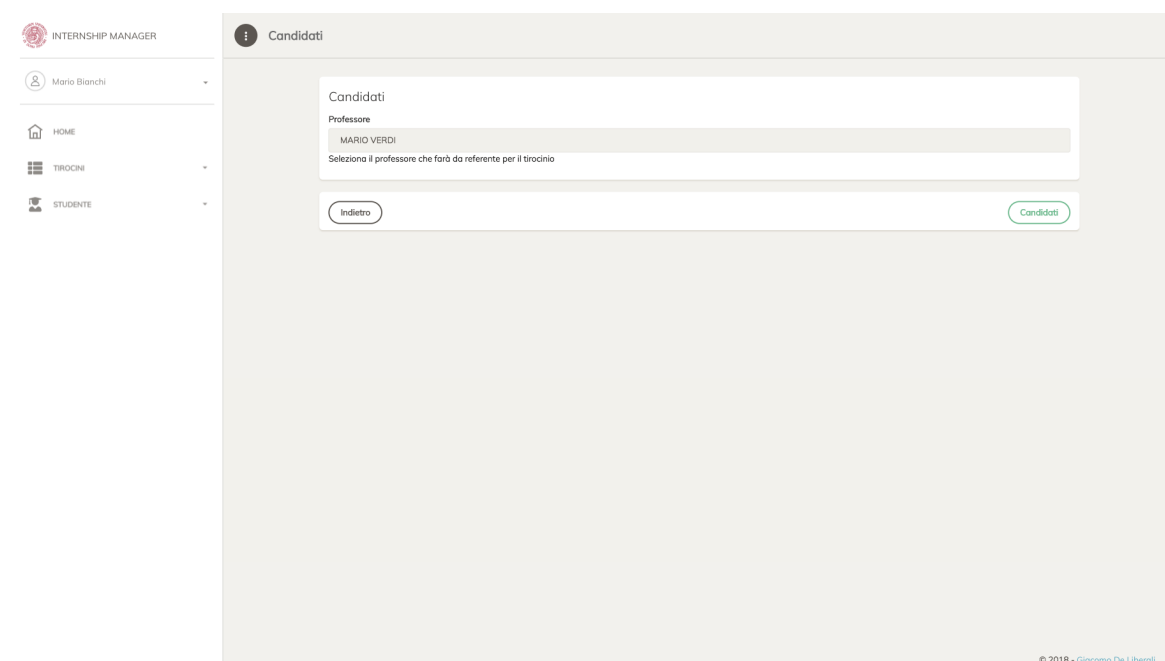 INTERNSHIP MANAGER
Mario Bianchi
HOME
TIROCINI
STUDENTE
Candidati
Candidati
Professore
MARIO VERDI
Seleziona il professore che farà da referente per il tirocinio
Indietro
Candidati
© 2018 - Giacomo De Liberali